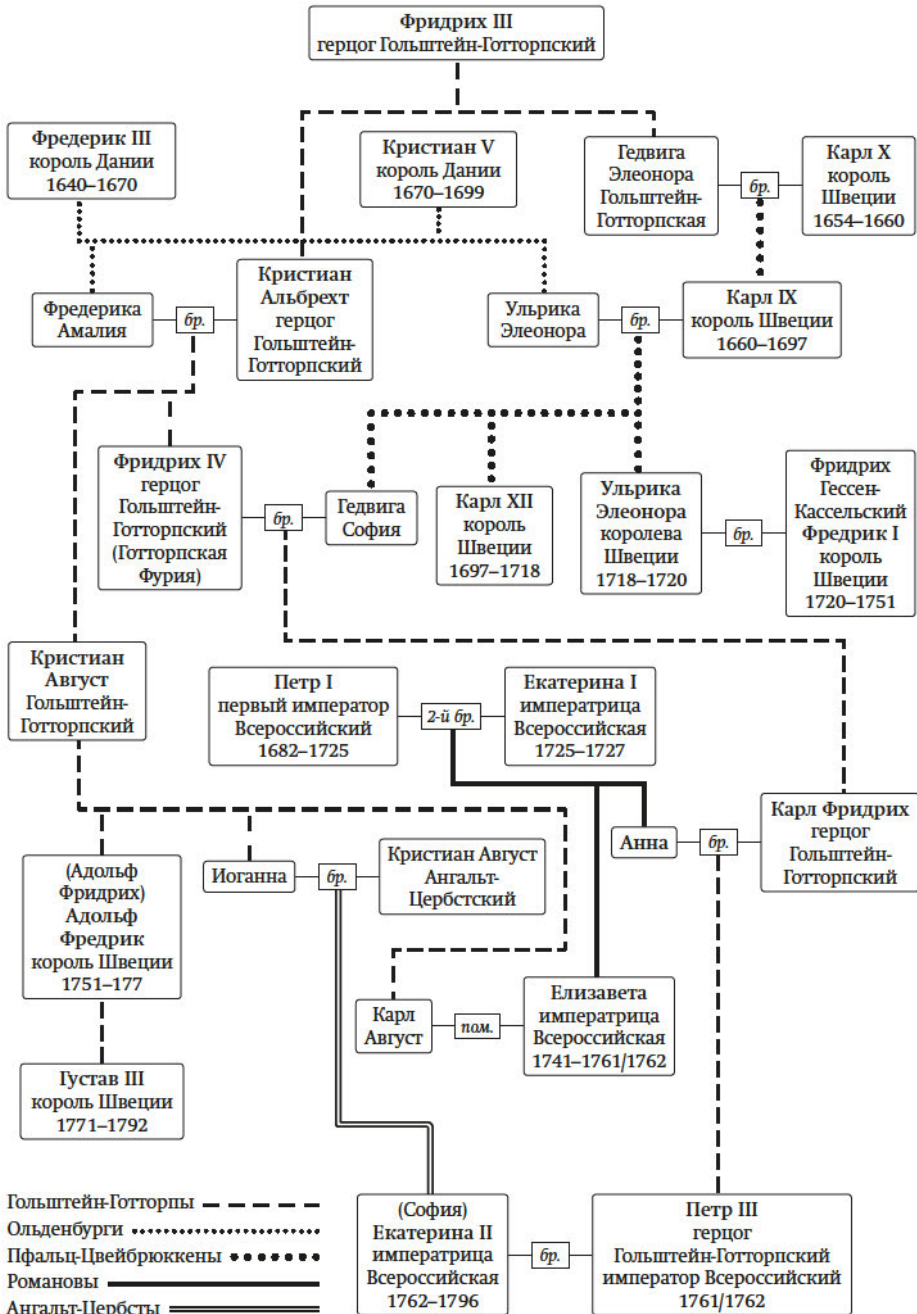 Фридрих III
герцог Гольштейн-Готторпский
Фредерик III
король Дании
1640–1670
Кристиан V
король Дании
1670–1699
Гедвига
Элеонора
Гольштейн-
Готторпская
бр.
Карл X
король
Швеции
1654–1660
Фредерика
Амалия
бр.
Кристиан
Альбрехт
герцог
Гольштейн-
Готторпский
Ульрика
Элеонора
бр.
Карл IX
король Швеции
1660–1697
Фридрих IV
герцог
Гольштейн-
Готторпский
(Готторпская
Фурия)
бр.
Гедвига
София
Карл XII
король
Швеции
1697–1718
Ульрика
Элеонора
королева
Швеции
1718–1720
бр.
Фридрих
Гессен-
Кассельский
Фредрик I
король
Швеции
1720–1751
Кристиан
Август
Гольштейн-
Готторпский
Петр I
первый император
Всероссийский
1682–1725
2-й бр.
Екатерина I
императрица
Всероссийская
1725–1727
(Адольф
Фридрих)
Адольф
Фредрик
король Швеции
1751–177
Иоганна
бр.
Кристиан Август
Ангальт-
Цербстский
Анна
бр.
Карл Фридрих
герцог
Гольштейн-
Готторпский
Карл
Август
пом.
Елизавета
императрица
Всероссийская
1741–1761/1762
Густав III
король Швеции
1771–1792
(София)
Екатерина II
императрица
Всероссийская
1762–1796
бр.
Петр III
герцог
Гольштейн-Готторпский
император Всероссийский
1761/1762
Гольштейн-Готторпы
Ольденбурги
Пфальц-Цвейбрюккены
Романовы
Ангальт-Цербсты